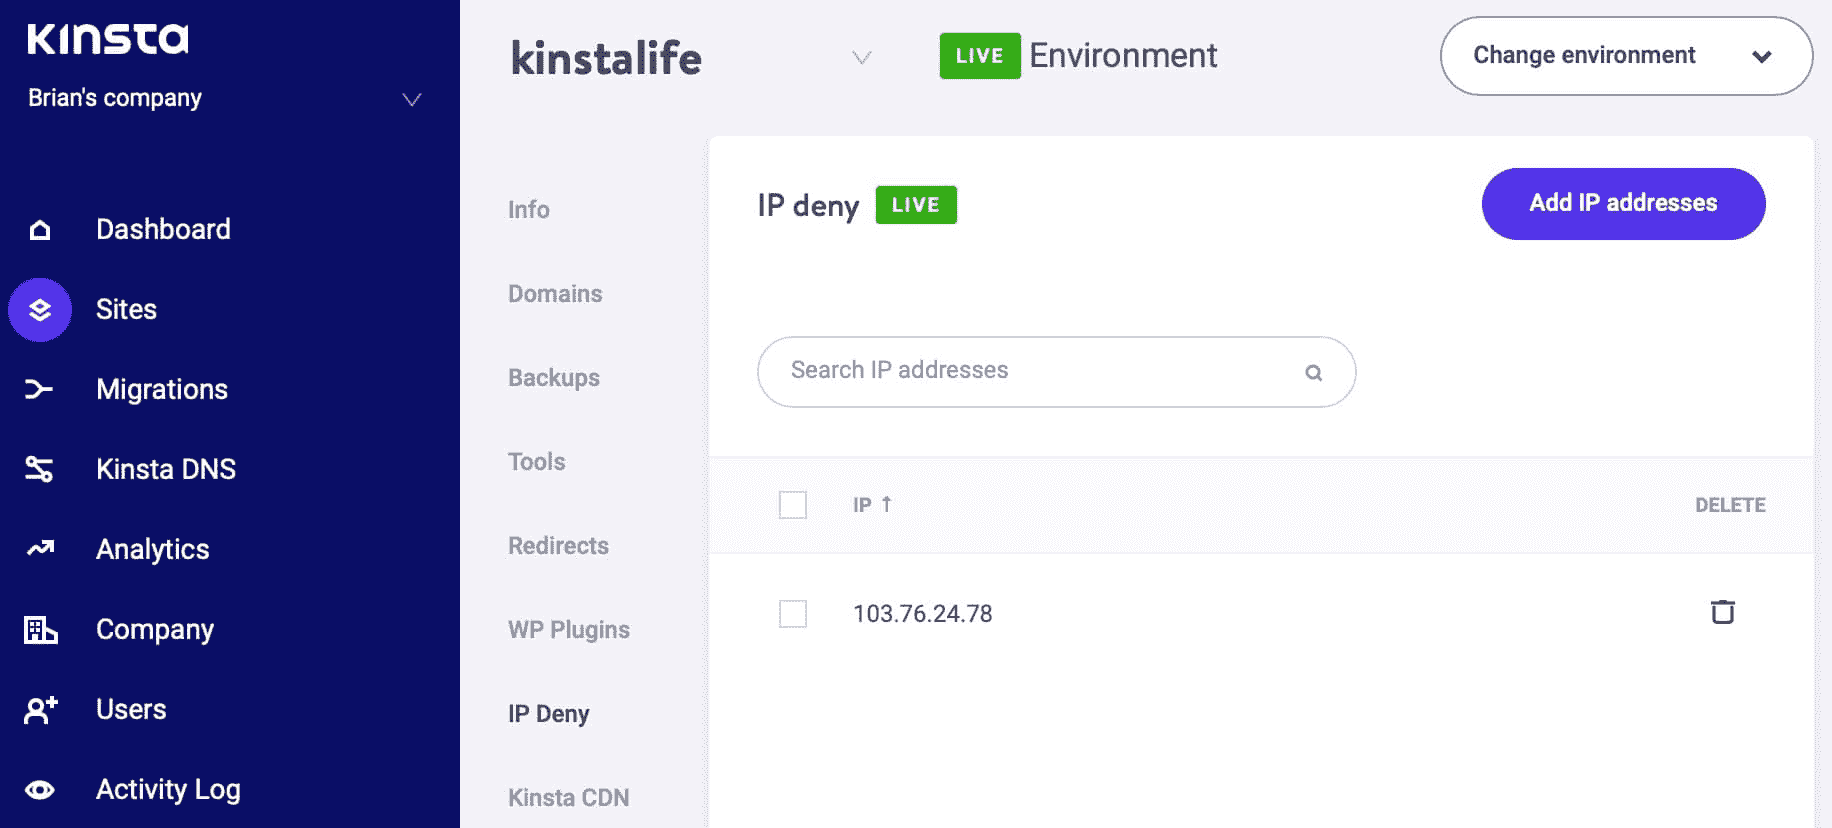 Kinsta
Brian's company
Dashboard
Sites
Migrations
Kinsta DNS
Analytics
Company
Users
Activity Log
kinstalife
LIVE Environment
Change environment
Info
Domains
Backups
Tools
Redirects
WP Plugins
IP Deny
Kinsta CDN
IP deny LIVE
Add IP addresses
Search IP addresses
IP ↑ DELETE
103.76.24.78